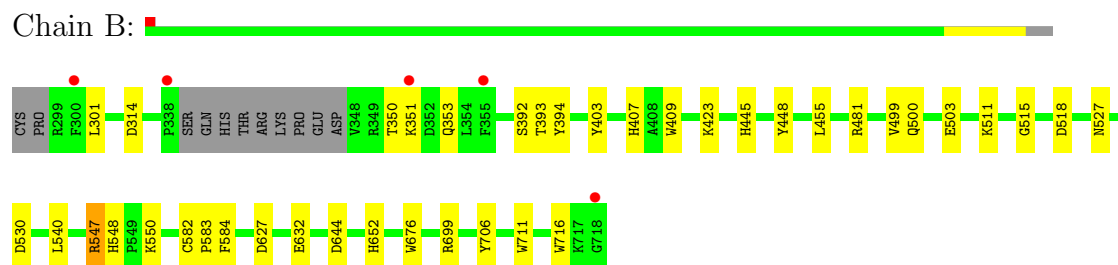 Chain B:
CYS PRO R299 F300 L301 D314 P338 SER GLN HIS THR ARG LYS PRO GLU ASP V348 R349 T350 K351 D352 Q353 L354 F355 S392 T393 Y394 Y403 H407 A408 W409 K423 H445 Y448 L455 R481 V499 Q500 E503 K511 G515 D518 N527
D530 L540 R547 H548 P549 K550 C582 P583 F584 D627 E632 D644 H652 W676 R699 Y706 W711 W716 K717 G718